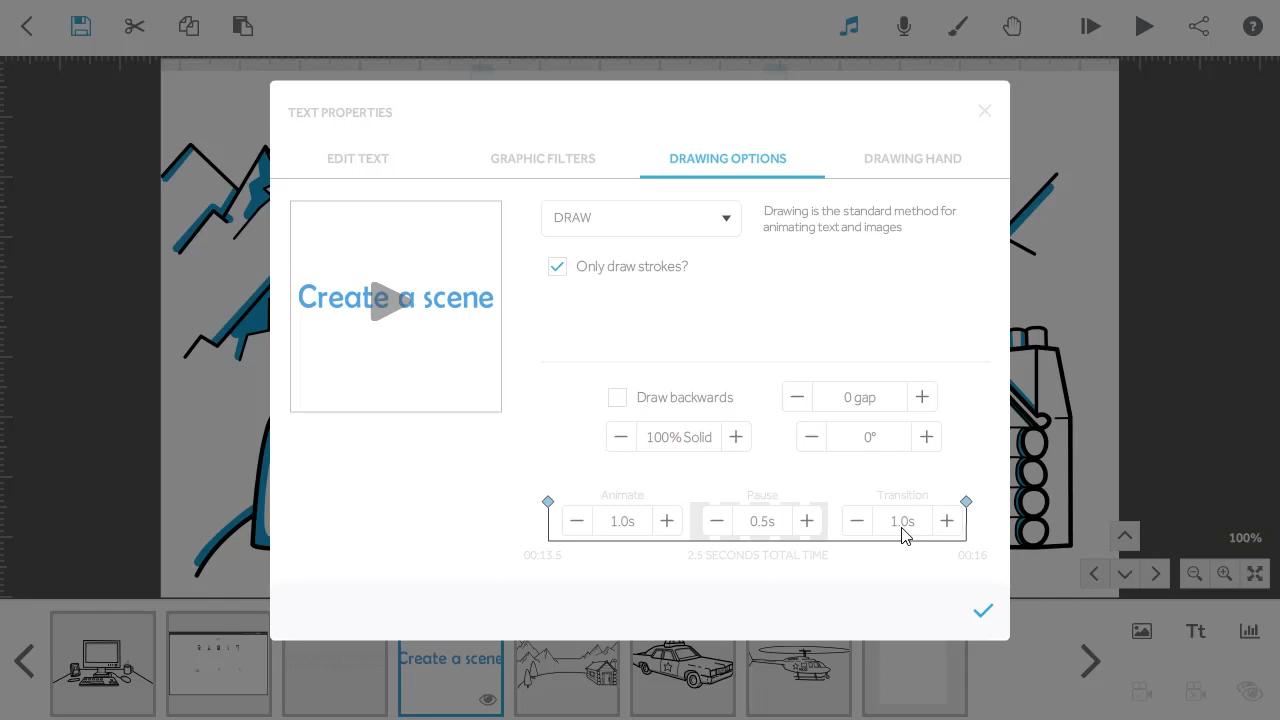 TEXT PROPERTIES
EDIT TEXT
GRAPHIC FILTERS
DRAWING OPTIONS
DRAWING HAND
DRAW
Drawing is the standard method for
animating text and images
Only draw strokes?
Create a scene
Draw backwards
0 gap
100% Solid
0°
Animate
Pause
Transition
1.0s
0.5s
1.0s
00:13.5
2.5 SECONDS TOTAL TIME
00:16
100%
Create a scene
Tt